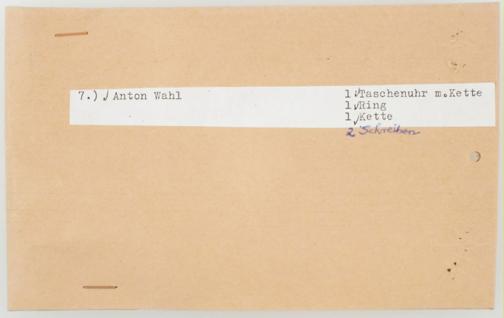 7.) Anton Wahl 1 Taschenuhr m.Kette
1 Ring
1 Kette
2 Schreiben